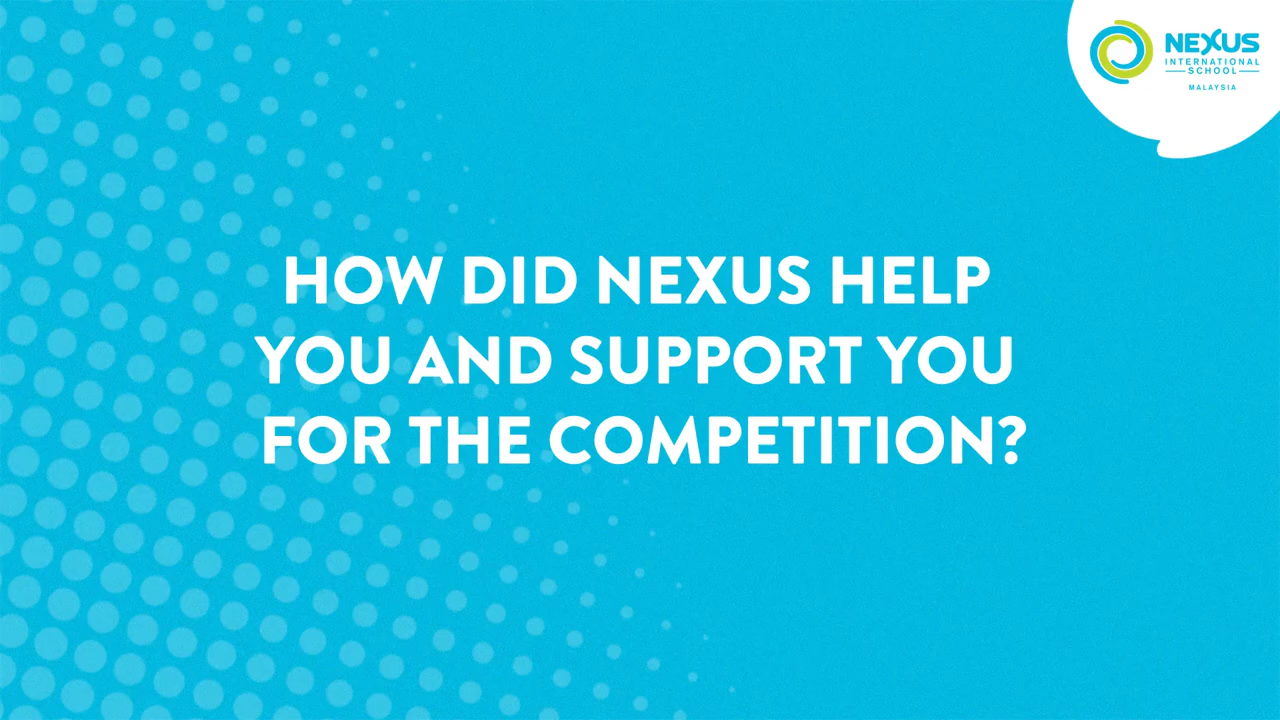 NEXUS
INTERNATIONAL
SCHOOL
MALAYSIA
HOW DID NEXUS HELP
YOU AND SUPPORT YOU
FOR THE COMPETITION?